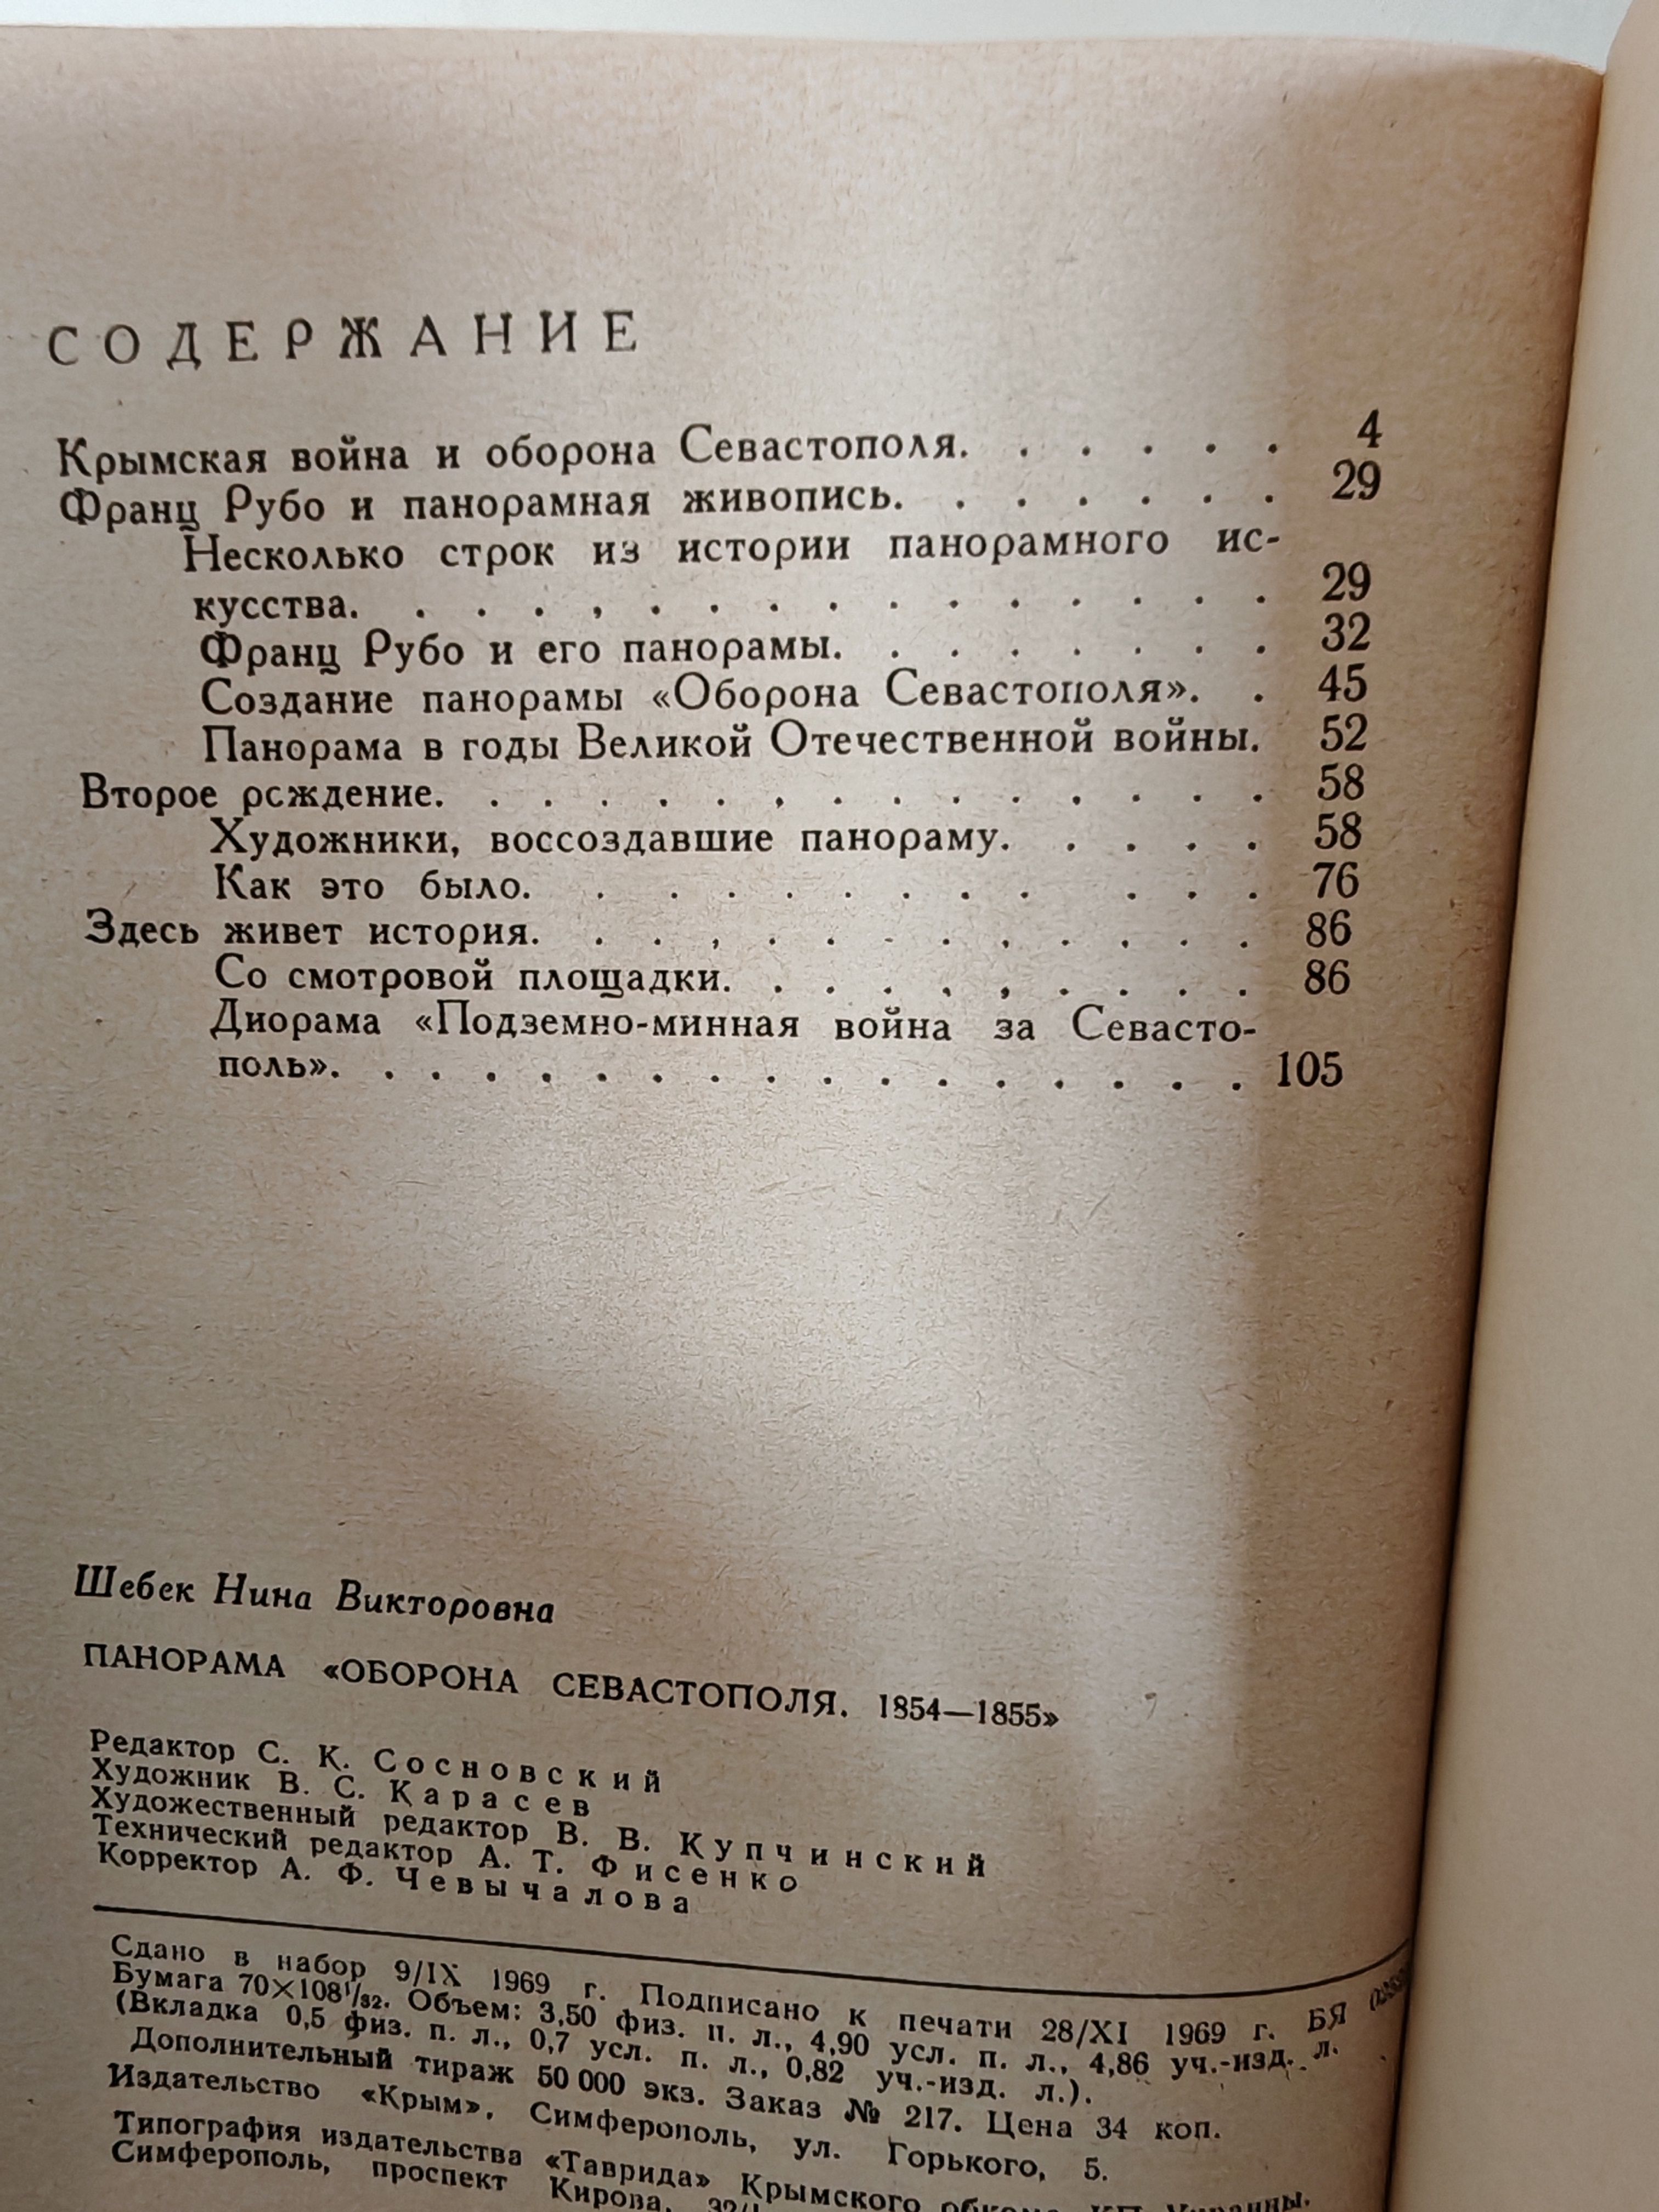 СОДЕРЖАНИЕ
Крымская война и оборона Севастополя. . . . . . 4
Франц Рубо и панорамная живопись. . . . . . . 29
Несколько строк из истории панорамного ис-
кусства. . . . . . . . . . . . . . . . 29
Франц Рубо и его панорамы. . . . . . . . 32
Создание панорамы «Оборона Севастополя». . 45
Панорама в годы Великой Отечественной войны. 52
Второе рсждение. . . . . . . . . . . . . . . 58
Художники, воссоздавшие панораму. . . . . 58
Как это было. . . . . . . . . . . . 76
Здесь живет история. . . . . . . . . . . . . 86
Со смотровой площадки. . . . . . . . . . 86
Диорама «Подземно-минная война за Севасто-
поль». . . . . . . . . . . . . . . . . 105
Шебек Нина Викторовна
ПАНОРАМА «ОБОРОНА СЕВАСТОПОЛЯ. 1854—1855»
Редактор С. К. Сосновский
Художник В. С. Карасев
Художественный редактор В. В. Купчинский
Технический редактор А. Т. Фисенко
Корректор А. Ф. Чевычалова
Сдано в набор 9/IX 1969 г. Подписано к печати 28/XI 1969 г. БЯ
Бумага 70×108¹/₃₂. Объем: 3,50 физ. п. л., 4,90 усл. п. л., 4,86 уч.-изд. л.
(Вкладка 0,5 физ. п. л., 0,7 усл. п. л., 0,82 уч.-изд. л.).
Дополнительный тираж 50 000 экз. Заказ № 217. Цена 34 коп.
Издательство «Крым», Симферополь, ул. Горького, 5.
Типография издательства «Таврида» Крымского обкома КП Украины.
Симферополь, проспект Кирова, 32/1